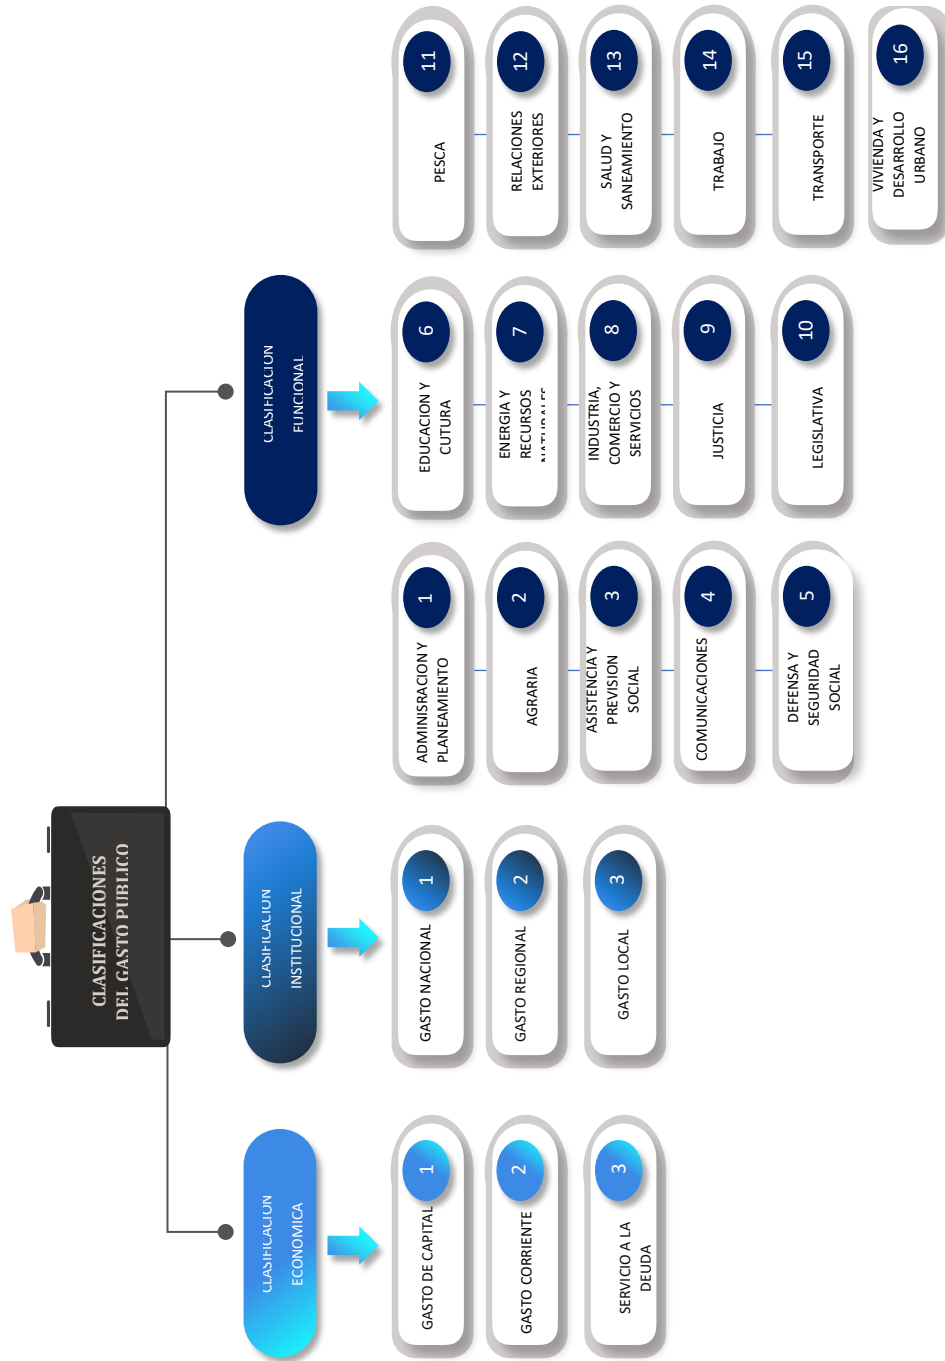 CLASIFICACIONES
DEL GASTO PUBLICO
CLASIFICACION
ECONOMICA
GASTO DE CAPITAL
1
GASTO CORRIENTE
2
SERVICIO A LA
DEUDA
3
CLASIFICACION
INSTITUCIONAL
GASTO NACIONAL
1
GASTO REGIONAL
2
GASTO LOCAL
3
CLASIFICACION
FUNCIONAL
ADMINISRACION Y
PLANEAMIENTO
1
AGRARIA
2
ASISTENCIA Y
PREVISION
SOCIAL
3
COMUNICACIONES
4
DEFENSA Y
SEGURIDAD
SOCIAL
5
EDUCACION Y
CUTURA
6
ENERGIA Y
RECURSOS
NATURALES
7
INDUSTRIA,
COMERCIO Y
SERVICIOS
8
JUSTICIA
9
LEGISLATIVA
10
PESCA
11
RELACIONES
EXTERIORES
12
SALUD Y
SANEAMIENTO
13
TRABAJO
14
TRANSPORTE
15
VIVIENDA Y
DESARROLLO
URBANO
16